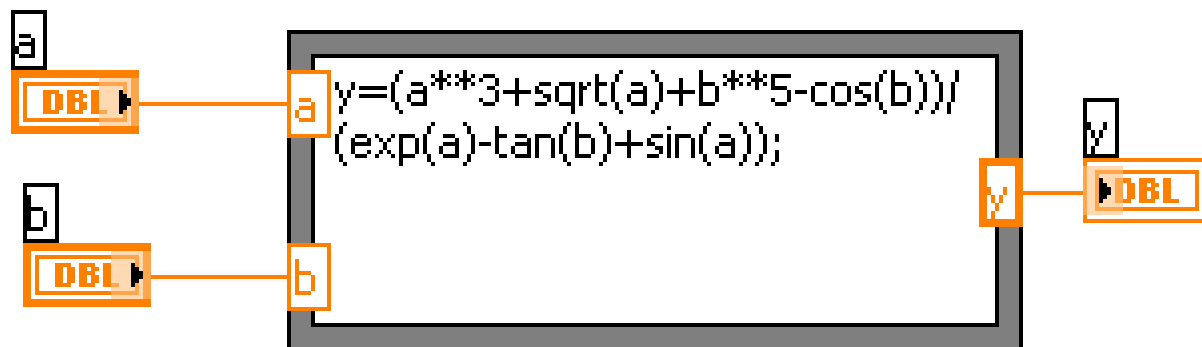 a
DBL
a
y=(a**3+sqrt(a)+b**5-cos(b))/
(exp(a)-tan(b)+sin(a));
y
DBL
y
b
DBL
b